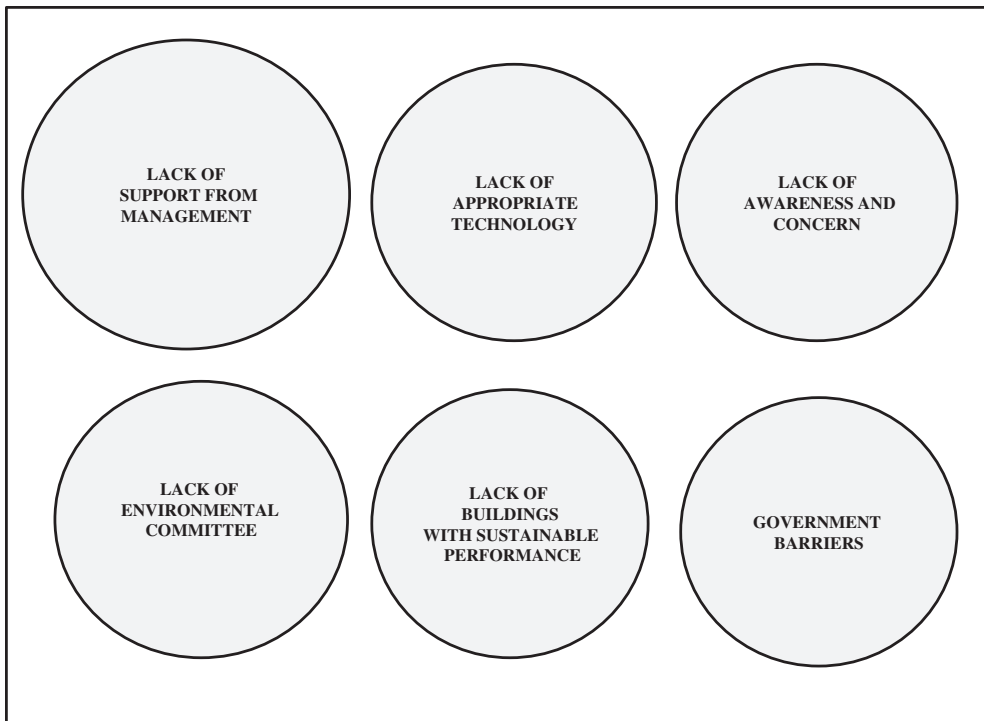 LACK OF
SUPPORT FROM
MANAGEMENT
LACK OF
APPROPRIATE
TECHNOLOGY
LACK OF
AWARENESS AND
CONCERN
LACK OF
ENVIRONMENTAL
COMMITTEE
LACK OF
BUILDINGS
WITH SUSTAINABLE
PERFORMANCE
GOVERNMENT
BARRIERS